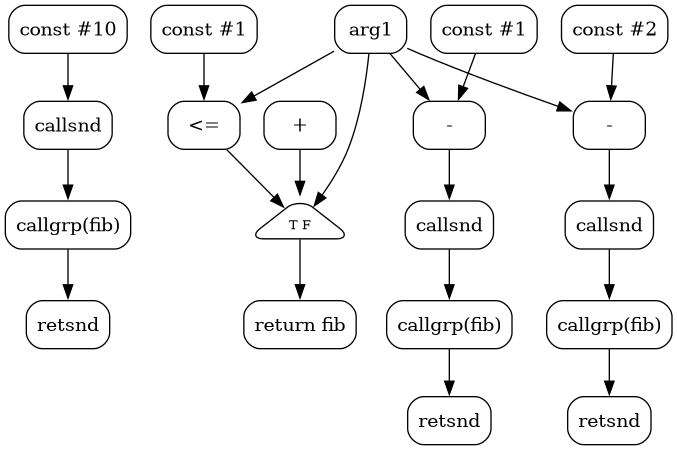 const #10
const #1
arg1
const #1
const #2
callsnd
<=
+
-
-
callgrp(fib)
T F
callsnd
callsnd
retsnd
return fib
callgrp(fib)
callgrp(fib)
retsnd
retsnd